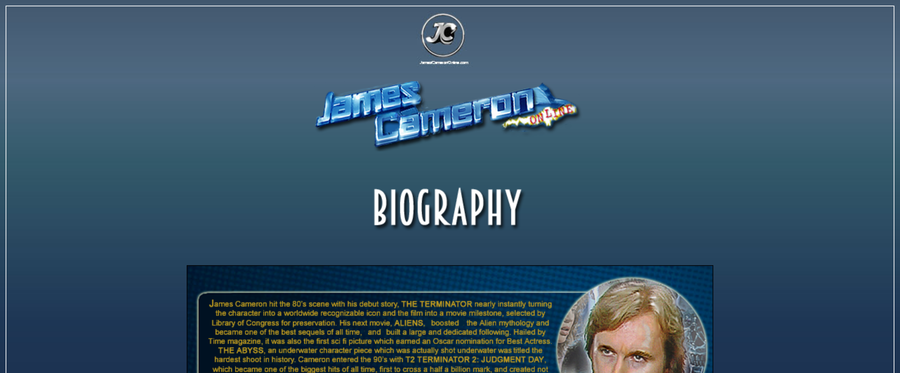 JC
JamesCameronOnline.com
James
Cameron
ONLINE
BIOGRAPHY
James Cameron hit the 80's scene with his debut story, THE TERMINATOR nearly instantly turning
the character into a worldwide recognizable icon and the film into a movie milestone, selected by
Library of Congress for preservation. His next movie, ALIENS, boosted the Alien mythology and
became one of the best sequels of all time, and built a large and dedicated following. Hailed by
Time magazine, it was also the first sci fi picture which earned an Oscar nomination for Best Actress.
THE ABYSS, an underwater character piece which was actually shot underwater was titled the
hardest shoot in history. Cameron entered the 90's with T2 TERMINATOR 2: JUDGMENT DAY,
which became one of the biggest hits of all time, first to cross a half a billion mark, and created not